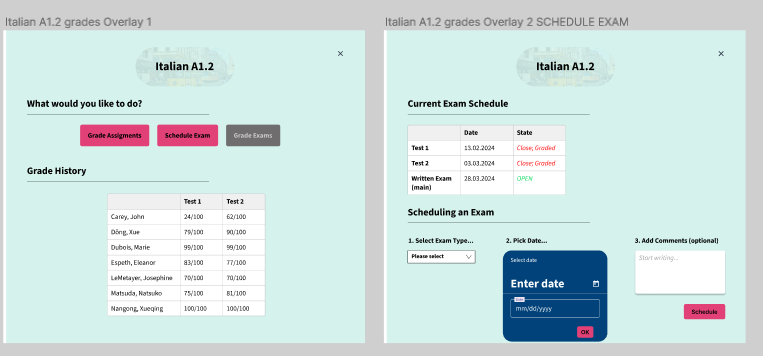 Italian A1.2 grades Overlay 1
Italian A1.2
What would you like to do?
Grade Assigments
Schedule Exam
Grade Exams
Grade History
Test 1 Test 2
Carey, John 24/100 62/100
Dōng, Xue 79/100 90/100
Dubois, Marie 99/100 99/100
Espeth, Eleanor 83/100 77/100
LeMetayer, Josephine 70/100 70/100
Matsuda, Natsuko 75/100 81/100
Nangong, Xueqing 100/100 100/100
Italian A1.2 grades Overlay 2 SCHEDULE EXAM
Italian A1.2
Current Exam Schedule
Date State
Test 1 13.02.2024 Close; Graded
Test 2 03.03.2024 Close; Graded
Written Exam 28.03.2024 OPEN
(main)
Scheduling an Exam
1. Select Exam Type...
Please select
2. Pick Date...
Select date
Enter date
mm/dd/yyyy
OK
3. Add Comments (optional)
Start writing...
Schedule